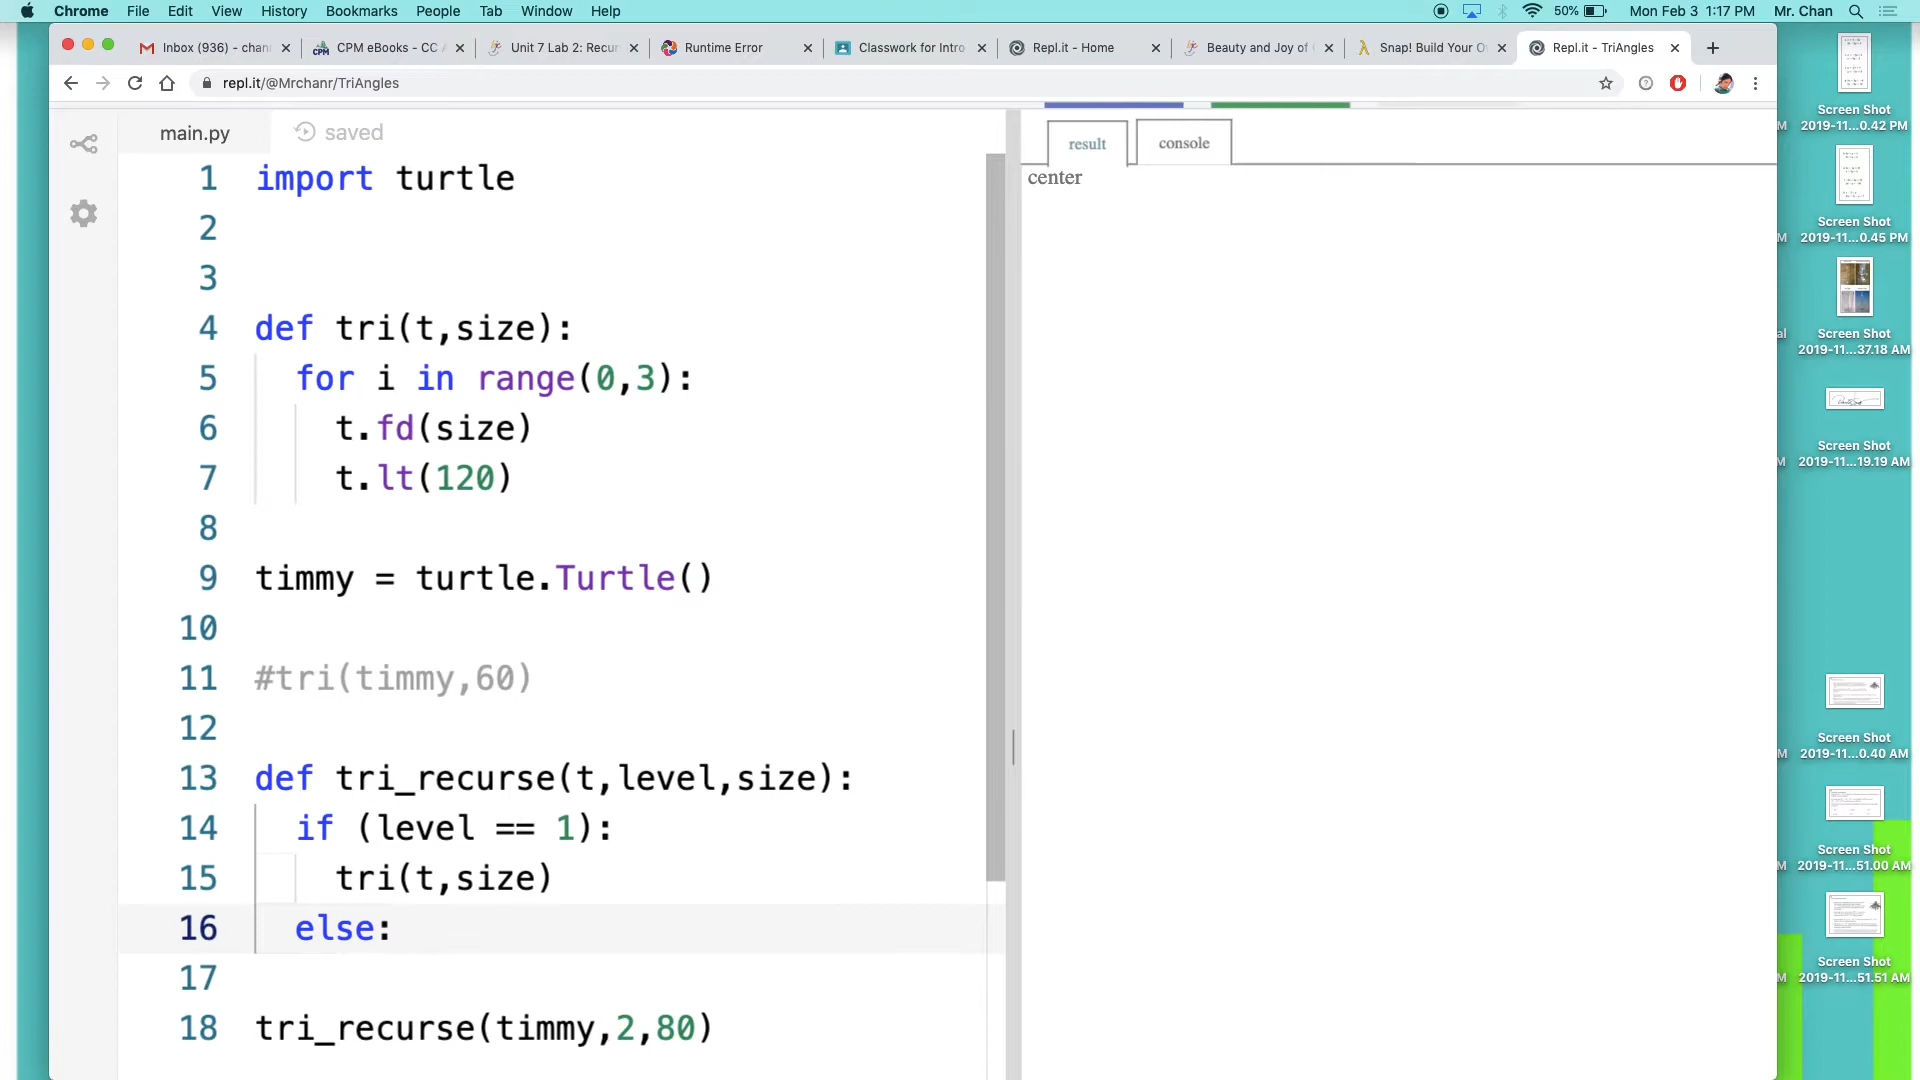 Chrome File Edit View History Bookmarks People Tab Window Help
50% Mon Feb 3 1:17 PM Mr. Chan
Inbox (936) - chan
CPM eBooks - CC
Unit 7 Lab 2: Recur
Runtime Error
Classwork for Intro
Repl.it - Home
Beauty and Joy of
Snap! Build Your O
Repl.it - TriAngles
repl.it/@Mrchanr/TriAngles
main.py saved
1 import turtle
2
3
4 def tri(t,size):
5 for i in range(0,3):
6 t.fd(size)
7 t.lt(120)
8
9 timmy = turtle.Turtle()
10
11 #tri(timmy,60)
12
13 def tri_recurse(t,level,size):
14 if (level == 1):
15 tri(t,size)
16 else:
17
18 tri_recurse(timmy,2,80)
result console
center
Screen Shot
2019-11...0.42 PM
Screen Shot
2019-11...0.45 PM
Screen Shot
2019-11...37.18 AM
Screen Shot
2019-11...19.19 AM
Screen Shot
2019-11...0.40 AM
Screen Shot
2019-11...51.00 AM
Screen Shot
2019-11...51.51 AM